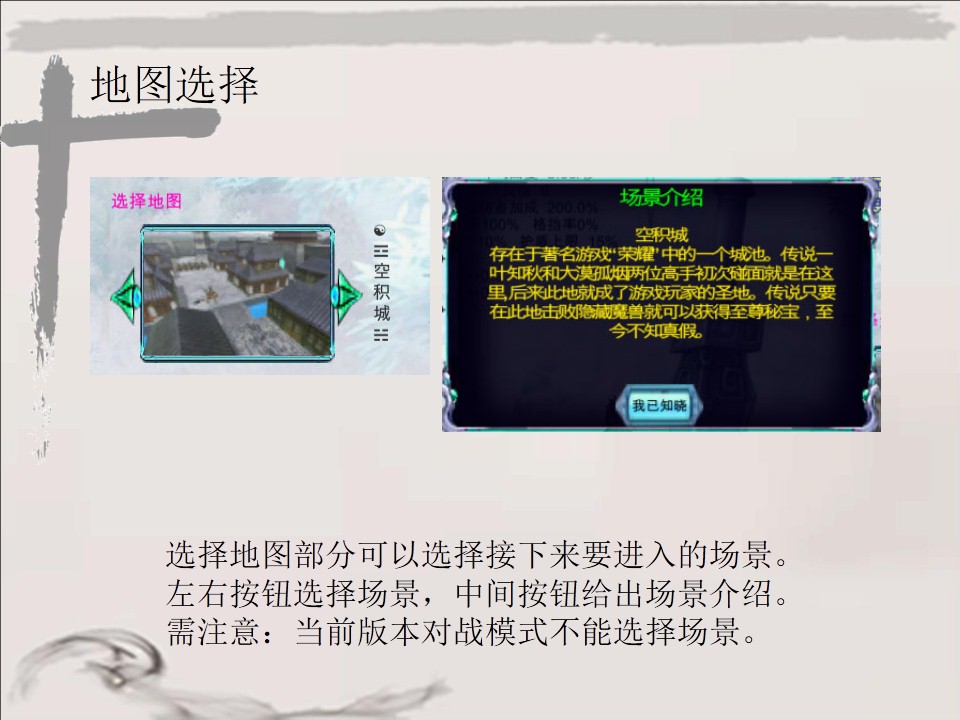 地图选择
选择地图
☯
☲
空
积
城
☵
场景介绍
空积城
存在于著名游戏“荣耀”中的一个城池。传说一
叶知秋和大漠孤烟两位高手初次碰面就是在这
里,后来此地就成了游戏玩家的圣地。传说只要
在此地击败隐藏魔兽就可以获得至尊秘宝，至
今不知真假。
我已知晓
选择地图部分可以选择接下来要进入的场景。
左右按钮选择场景，中间按钮给出场景介绍。
需注意：当前版本对战模式不能选择场景。